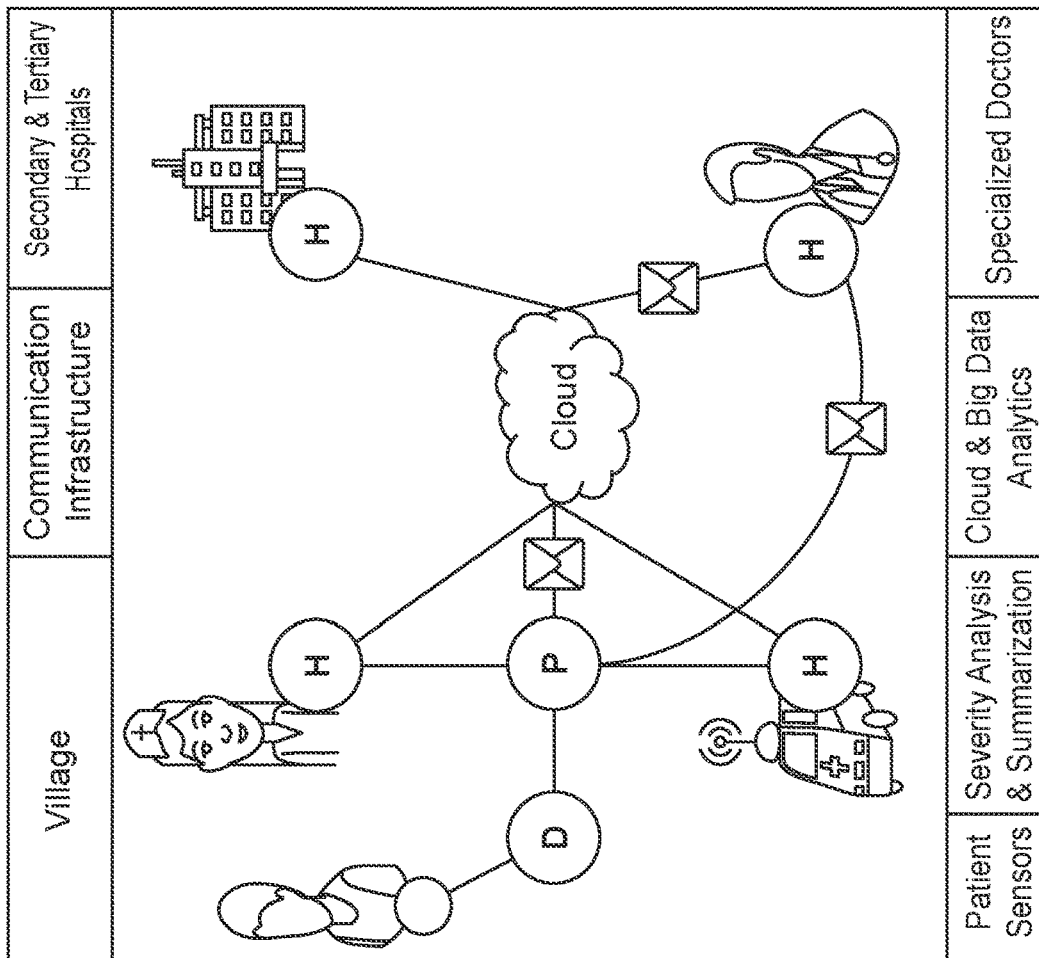 Village
Communication
Infrastructure
Secondary & Tertiary
Hospitals
H
H
D
P
Cloud
H
H
Patient
Sensors
Severity Analysis
& Summarization
Cloud & Big Data
Analytics
Specialized Doctors